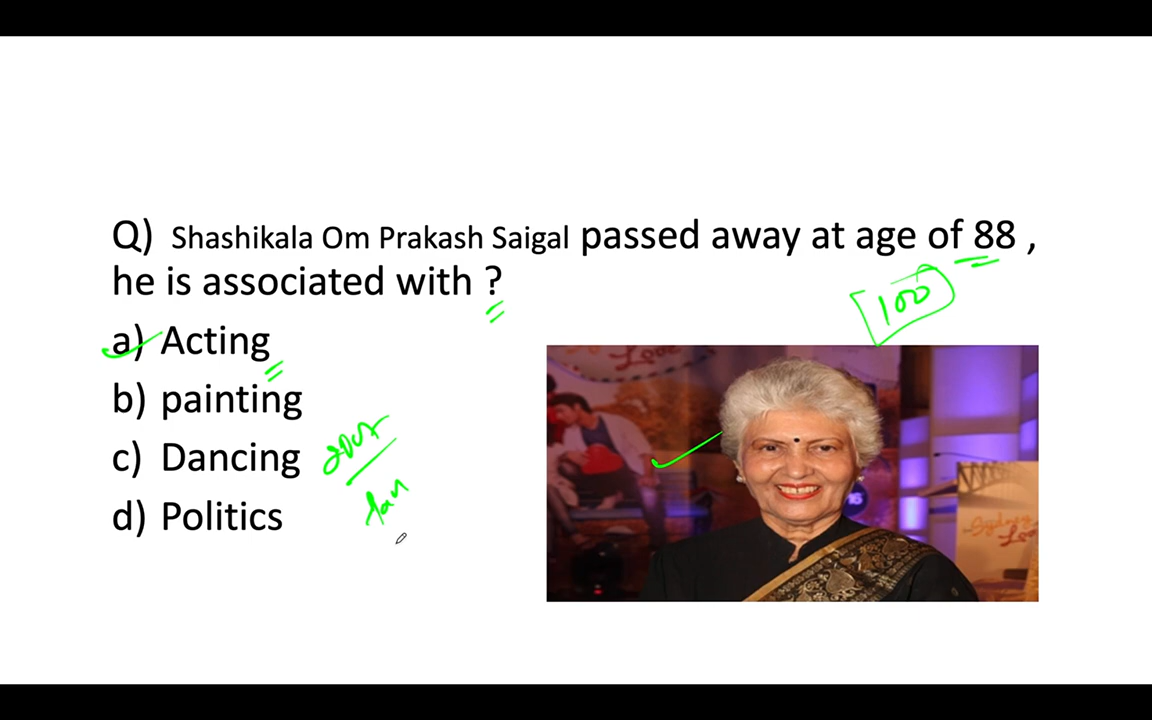 Q) Shashikala Om Prakash Saigal passed away at age of 88 ,
he is associated with ?
100
a) Acting
b) painting
c) Dancing
d) Politics